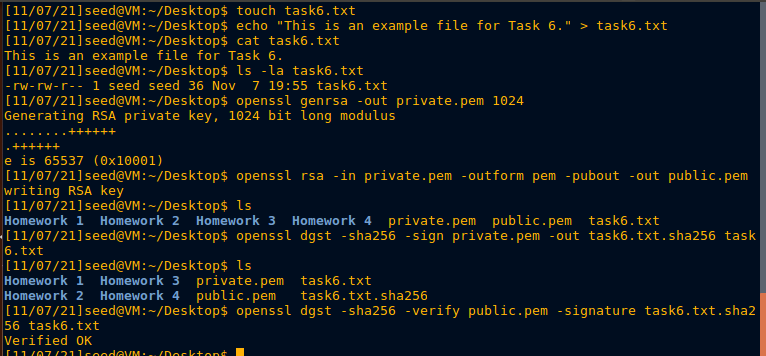 [11/07/21]seed@VM:~/Desktop$ touch task6.txt
[11/07/21]seed@VM:~/Desktop$ echo "This is an example file for Task 6." > task6.txt
[11/07/21]seed@VM:~/Desktop$ cat task6.txt
This is an example file for Task 6.
[11/07/21]seed@VM:~/Desktop$ ls -la task6.txt
-rw-rw-r-- 1 seed seed 36 Nov  7 19:55 task6.txt
[11/07/21]seed@VM:~/Desktop$ openssl genrsa -out private.pem 1024
Generating RSA private key, 1024 bit long modulus
........++++++
.++++++
e is 65537 (0x10001)
[11/07/21]seed@VM:~/Desktop$ openssl rsa -in private.pem -outform pem -pubout -out public.pem
writing RSA key
[11/07/21]seed@VM:~/Desktop$ ls
Homework 1  Homework 2  Homework 3  Homework 4  private.pem  public.pem  task6.txt
[11/07/21]seed@VM:~/Desktop$ openssl dgst -sha256 -sign private.pem -out task6.txt.sha256 task
6.txt
[11/07/21]seed@VM:~/Desktop$ ls
Homework 1  Homework 3  private.pem  task6.txt
Homework 2  Homework 4  public.pem   task6.txt.sha256
[11/07/21]seed@VM:~/Desktop$ openssl dgst -sha256 -verify public.pem -signature task6.txt.sha2
56 task6.txt
Verified OK
[11/07/21]seed@VM:~/Desktop$